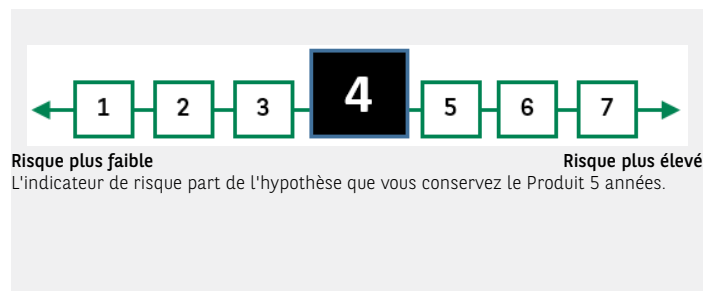 1 2 3 4 5 6 7
Risque plus faible Risque plus élevé
L'indicateur de risque part de l'hypothèse que vous conservez le Produit 5 années.